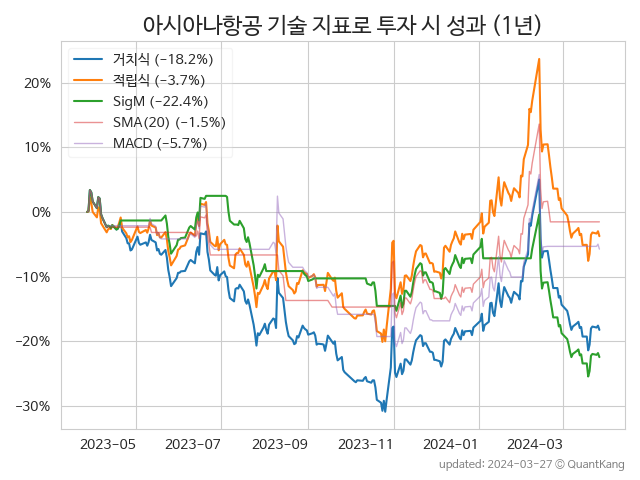 아시아나항공 기술 지표로 투자 시 성과 (1년)
거치식 (−18.2%)
적립식 (−3.7%)
SigM (−22.4%)
SMA(20) (−1.5%)
MACD (−5.7%)
20%
10%
0%
−10%
−20%
−30%
2023-05 2023-07 2023-09 2023-11 2024-01 2024-03
updated: 2024-03-27 © QuantKang